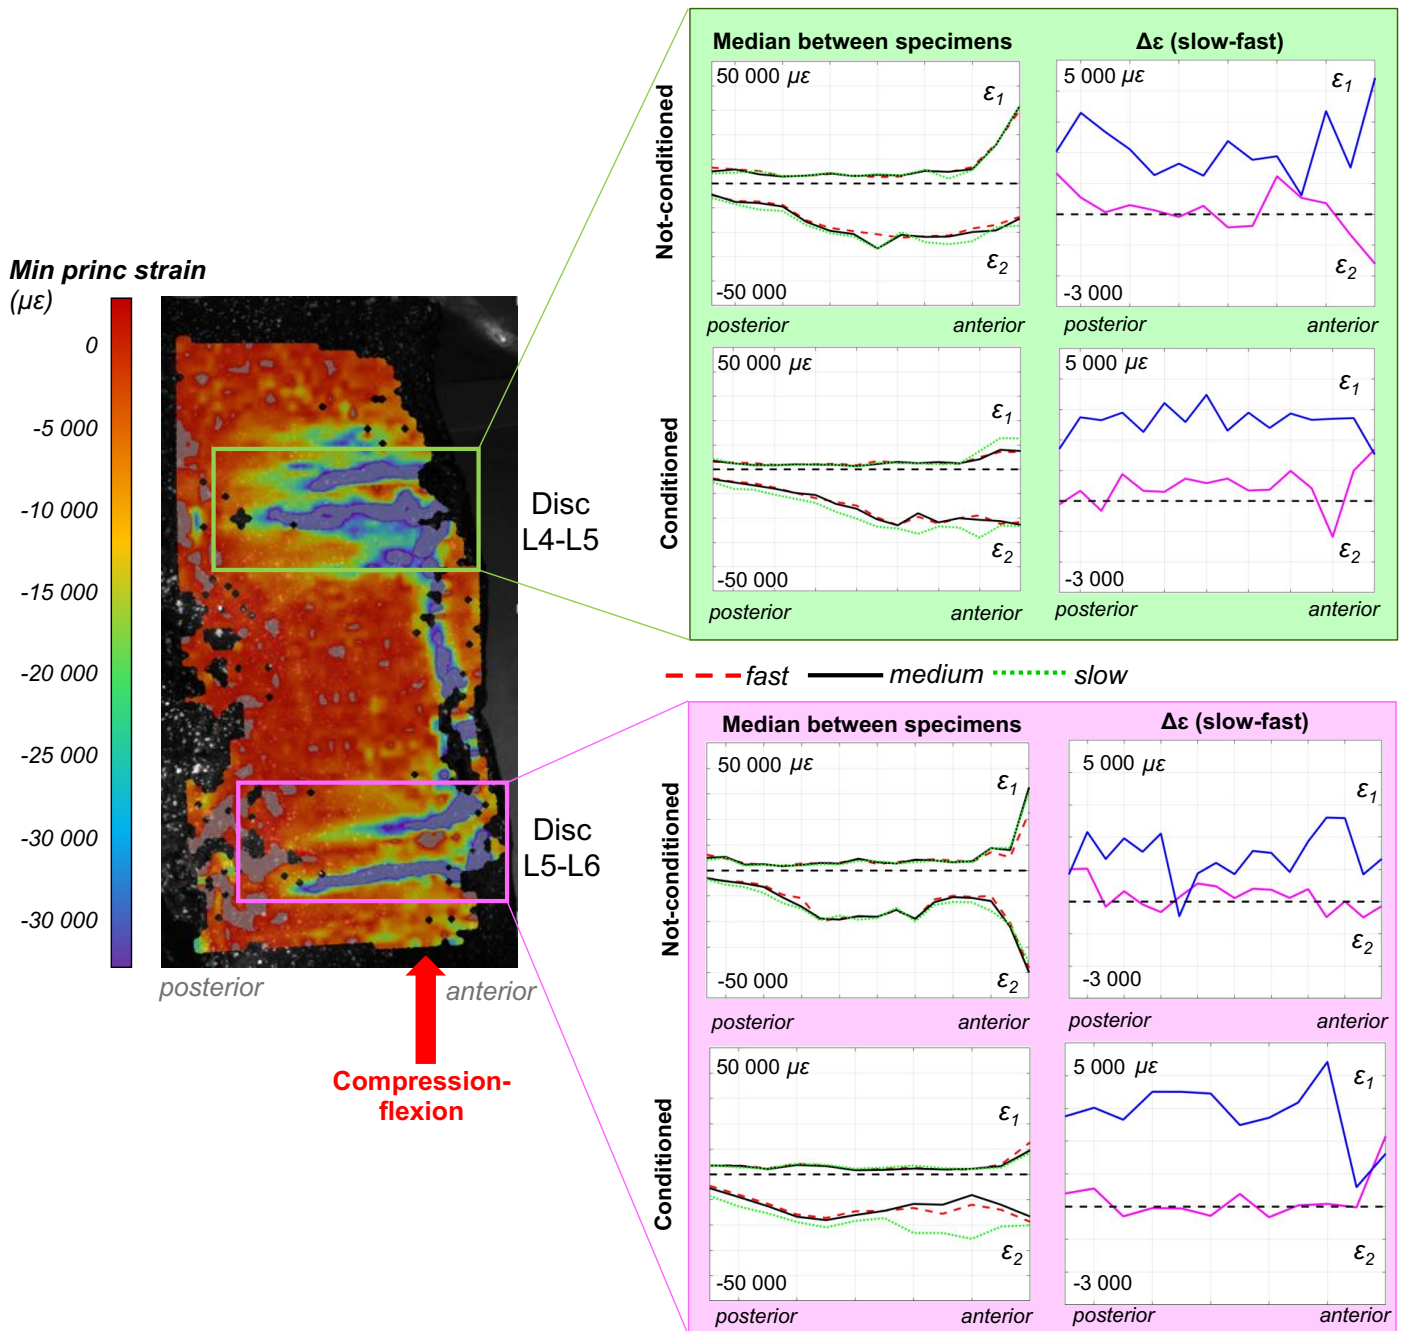 Median between specimens
Δε (slow-fast)
Not-conditioned
50 000 με
ε1
ε2
-50 000
posterior
anterior
5 000 με
ε1
ε2
-3 000
posterior
anterior
Conditioned
50 000 με
ε1
ε2
-50 000
posterior
anterior
5 000 με
ε1
ε2
-3 000
posterior
anterior
Min princ strain
(με)
0
-5 000
-10 000
-15 000
-20 000
-25 000
-30 000
-30 000
Disc
L4-L5
Disc
L5-L6
posterior
anterior
Compression-
flexion
fast
medium
slow
Median between specimens
Δε (slow-fast)
Not-conditioned
50 000 με
ε1
ε2
-50 000
posterior
anterior
5 000 με
ε1
ε2
-3 000
posterior
anterior
Conditioned
50 000 με
ε1
ε2
-50 000
posterior
anterior
5 000 με
ε1
ε2
-3 000
posterior
anterior